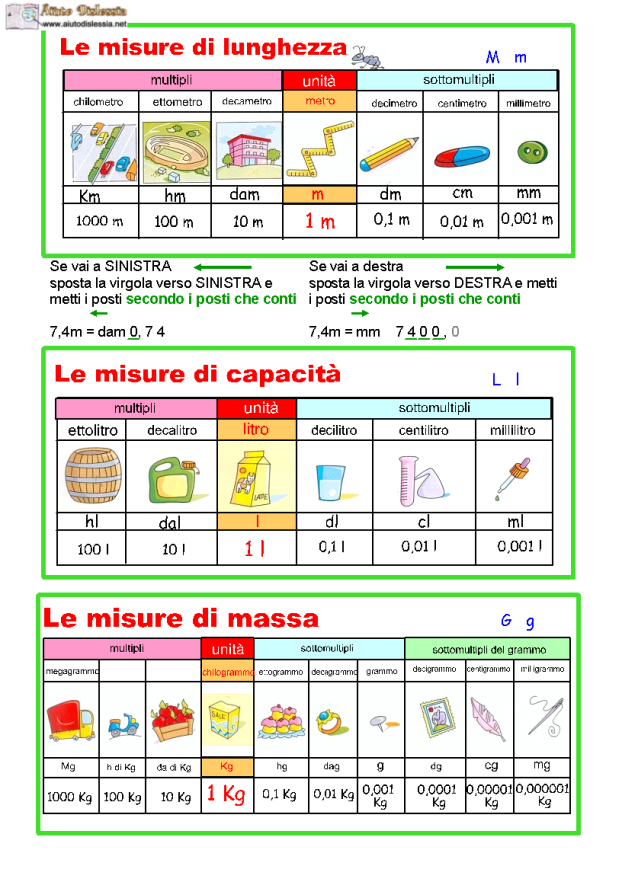 Aiuto Dislessia
www.aiutodislessia.net
Le misure di lunghezza
M m
multipli unità sottomultipli
chilometro ettometro decametro metro decimetro centimetro millimetro
Km hm dam m dm cm mm
1000 m 100 m 10 m 1 m 0,1 m 0,01 m 0,001 m
Se vai a SINISTRA
sposta la virgola verso SINISTRA e
metti i posti secondo i posti che conti
7,4m = dam 0, 7 4
Se vai a destra
sposta la virgola verso DESTRA e metti
i posti secondo i posti che conti
7,4m = mm 7 4 0 0 , 0
Le misure di capacità
L l
multipli unità sottomultipli
ettolitro decalitro litro decilitro centilitro millilitro
LATTE
hl dal l dl cl ml
100 l 10 l 1 l 0,1 l 0,01 l 0,001 l
Le misure di massa
G g
multipli unità sottomultipli sottomultipli del grammo
megagrammo chilogrammo ettogrammo decagrammo grammo decigrammo centigrammo milligrammo
SALE
Mg h di Kg da di Kg Kg hg dag g dg cg mg
1000 Kg 100 Kg 10 Kg 1 Kg 0,1 Kg 0,01 Kg 0,001 Kg 0,0001 Kg 0,00001 Kg 0,000001 Kg